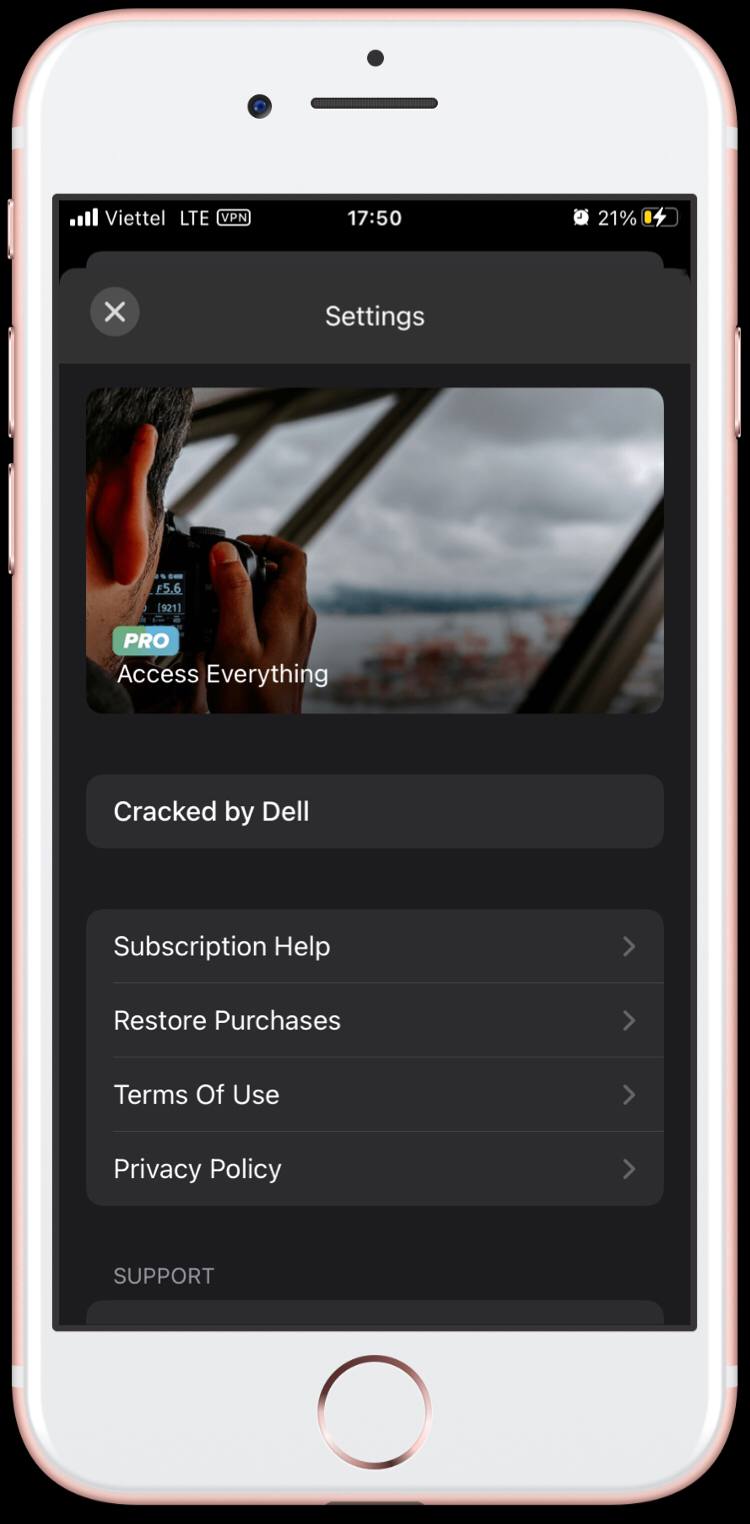 Viettel LTE VPN 17:50 21%
Settings
F5.6
[921]
PRO
Access Everything
Cracked by Dell
Subscription Help
Restore Purchases
Terms Of Use
Privacy Policy
SUPPORT